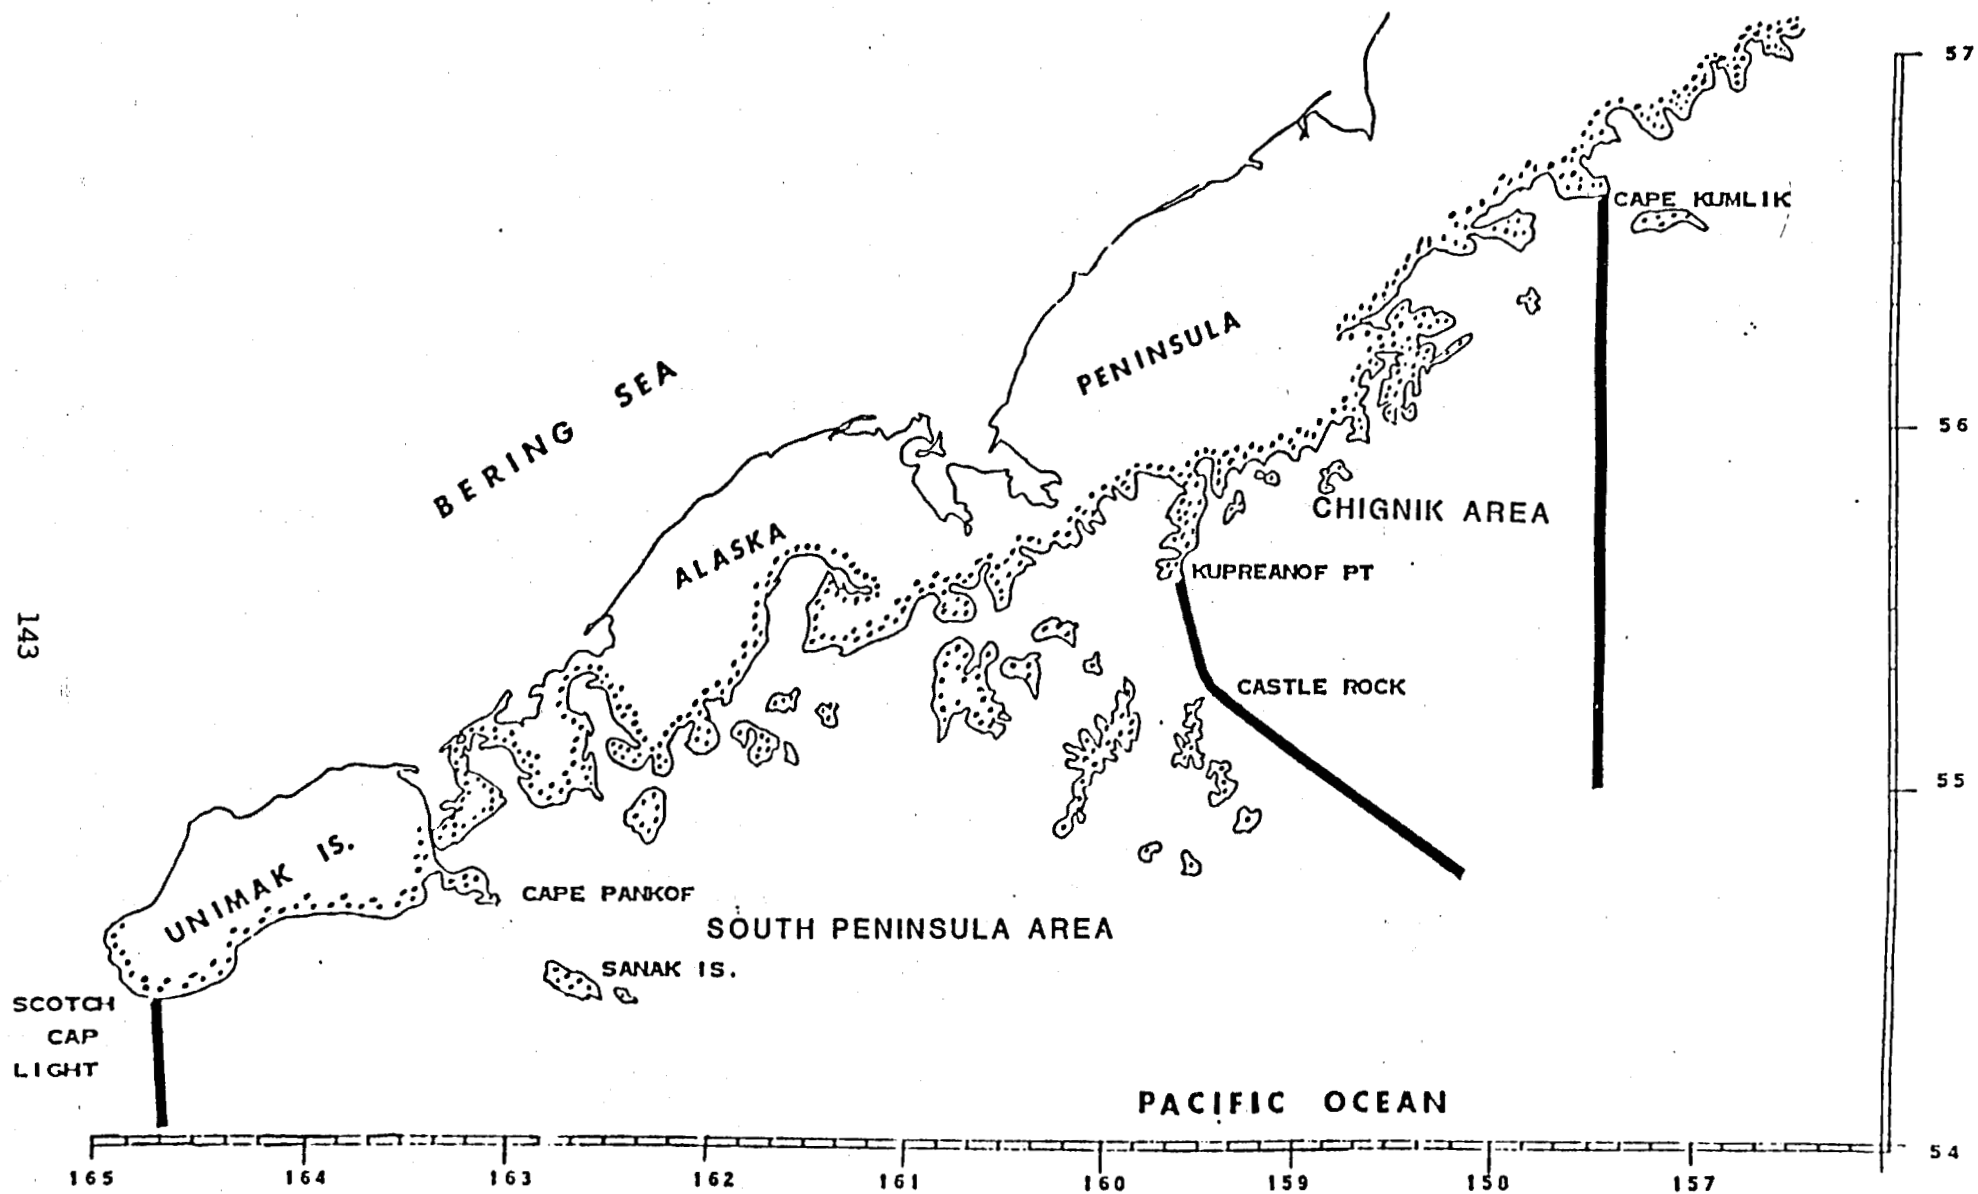 57
CAPE KUMLIK
PENINSULA
BERING SEA
56
CHIGNIK AREA
ALASKA
KUPREANOF PT
143
CASTLE ROCK
55
UNIMAK IS.
CAPE PANKOF
SOUTH PENINSULA AREA
SANAK IS.
SCOTCH
CAP
LIGHT
PACIFIC OCEAN
54
165 164 163 162 161 160 159 150 157